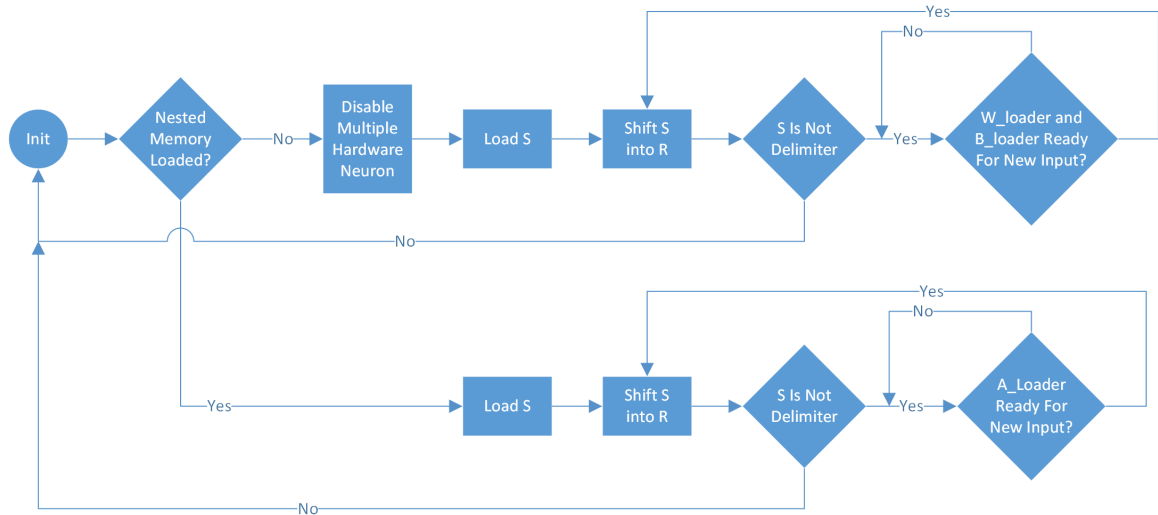 Yes
No
Init
Nested
Memory
Loaded?
No
Disable
Multiple
Hardware
Neuron
Load S
Shift S
into R
S Is Not
Delimiter
Yes
W_loader and
B_loader Ready
For New Input?
No
Yes
No
Yes
Load S
Shift S
into R
S Is Not
Delimiter
Yes
A_Loader
Ready For
New Input?
No